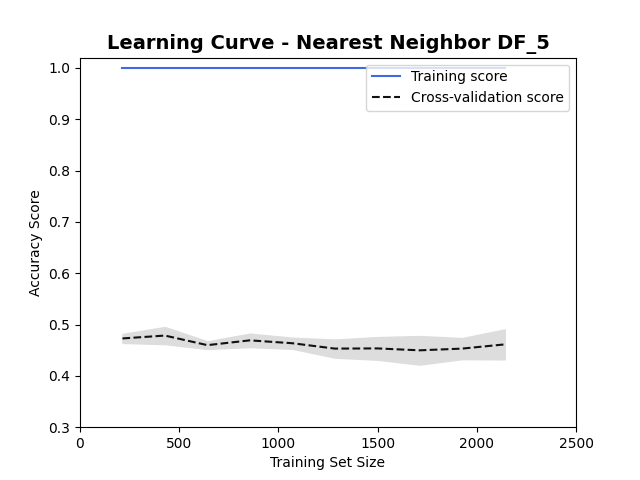 Learning Curve - Nearest Neighbor DF_5
Training score
Cross-validation score
1.0
0.9
0.8
0.7
0.6
0.5
0.4
0.3
Accuracy Score
0 500 1000 1500 2000 2500
Training Set Size